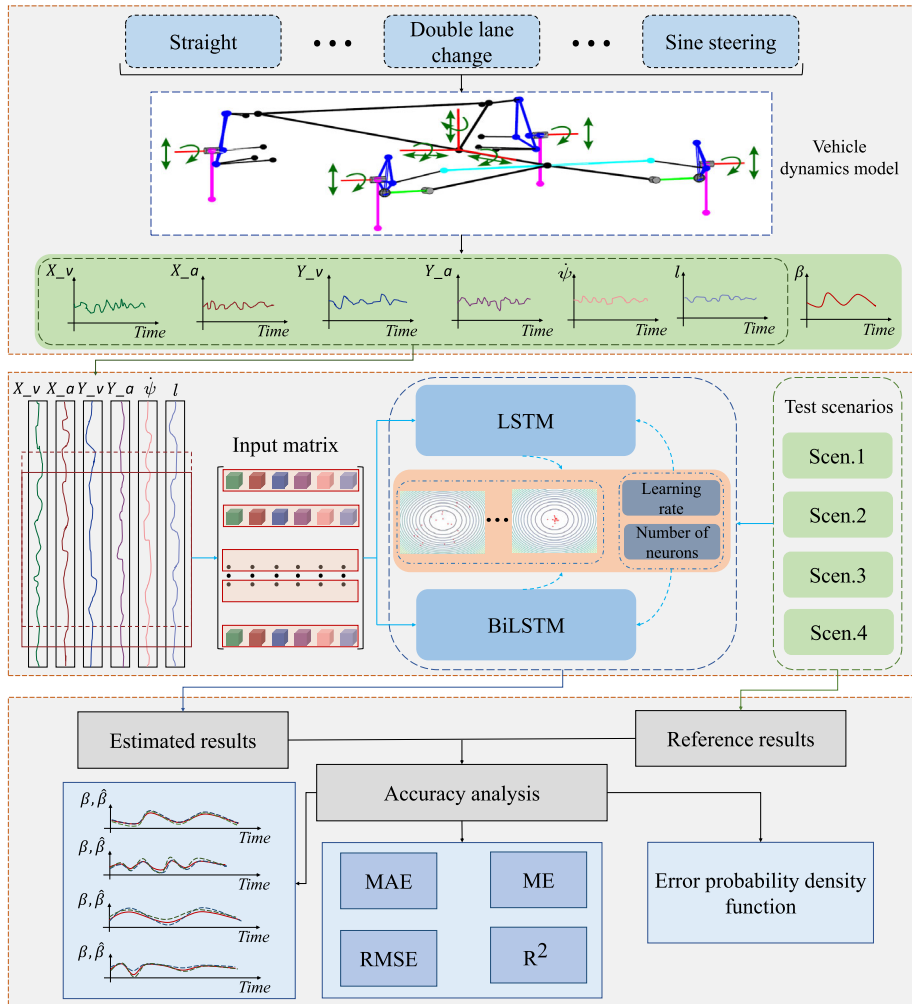 Straight
Double lane
change
Sine steering
Vehicle
dynamics model
X_v
X_a
Y_v
Y_a
ψ̇
l
β
Time
Time
Time
Time
Time
Time
Time
X_v X_a Y_v Y_a ψ̇ l
Input matrix
LSTM
Learning
rate
Number of
neurons
BiLSTM
Test scenarios
Scen.1
Scen.2
Scen.3
Scen.4
Estimated results
Reference results
Accuracy analysis
β, β̂
Time
β, β̂
Time
β, β̂
Time
β, β̂
Time
MAE
ME
RMSE
R²
Error probability density
function